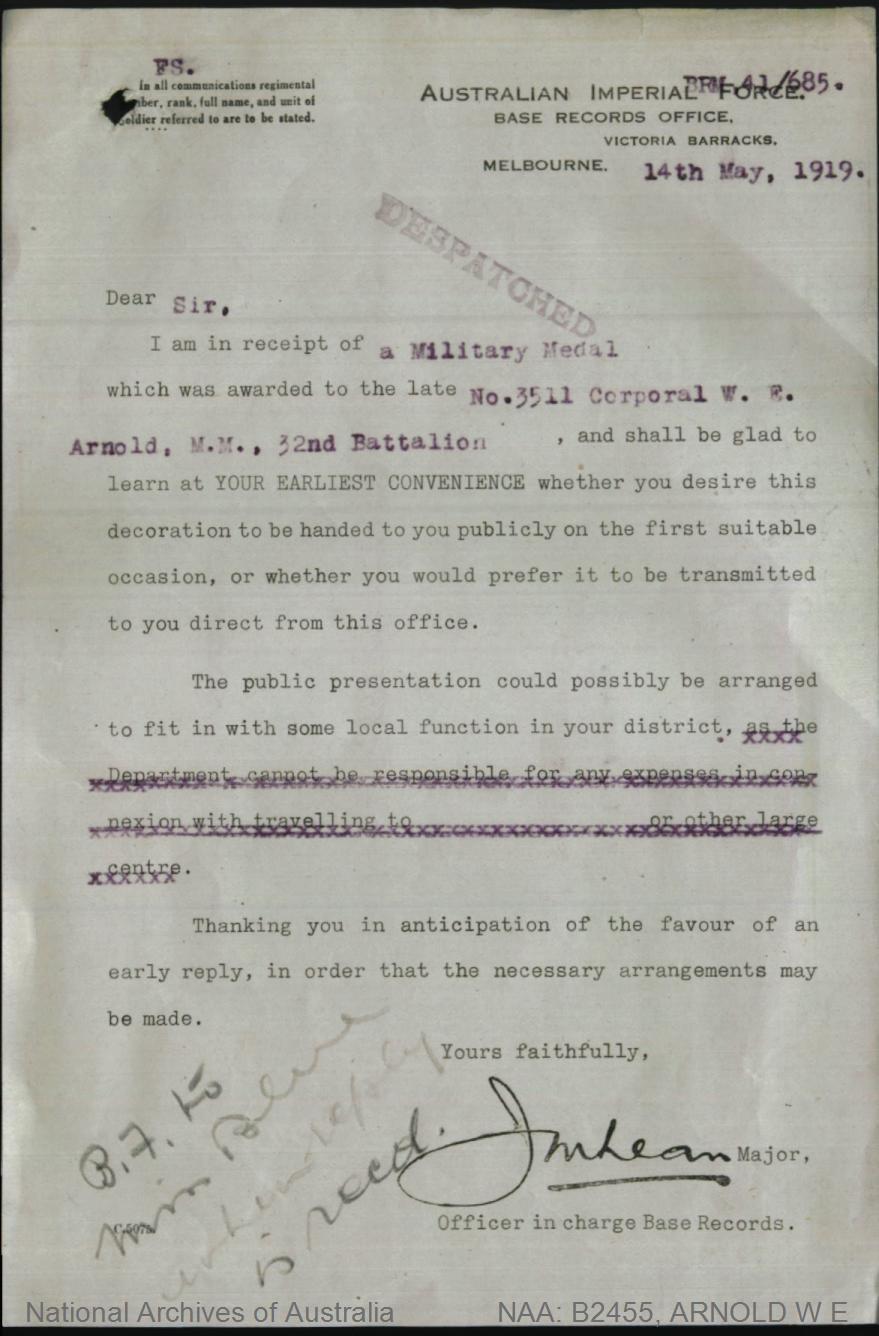 FS.
In all communications regimental
ber, rank, full name, and unit of
oldier referred to are to be stated.
AUSTRALIAN IMPERIAL FORCE.
BRM 41/685.
BASE RECORDS OFFICE,
VICTORIA BARRACKS,
MELBOURNE. 14th May, 1919.
DESPATCHED
Dear Sir,
I am in receipt of a Military Medal
which was awarded to the late No.3511 Corporal W. E.
Arnold, M.M., 32nd Battalion , and shall be glad to
learn at YOUR EARLIEST CONVENIENCE whether you desire this
decoration to be handed to you publicly on the first suitable
occasion, or whether you would prefer it to be transmitted
to you direct from this office.
The public presentation could possibly be arranged
to fit in with some local function in your district, as the
Department cannot be responsible for any expenses in con-
nexion with travelling to or other large
centre.
Thanking you in anticipation of the favour of an
early reply, in order that the necessary arrangements may
be made.
Yours faithfully,
B.F. to
Miss
when reply
is recd.
JMLean Major,
Officer in charge Base Records.
National Archives of Australia NAA: B2455, ARNOLD W E